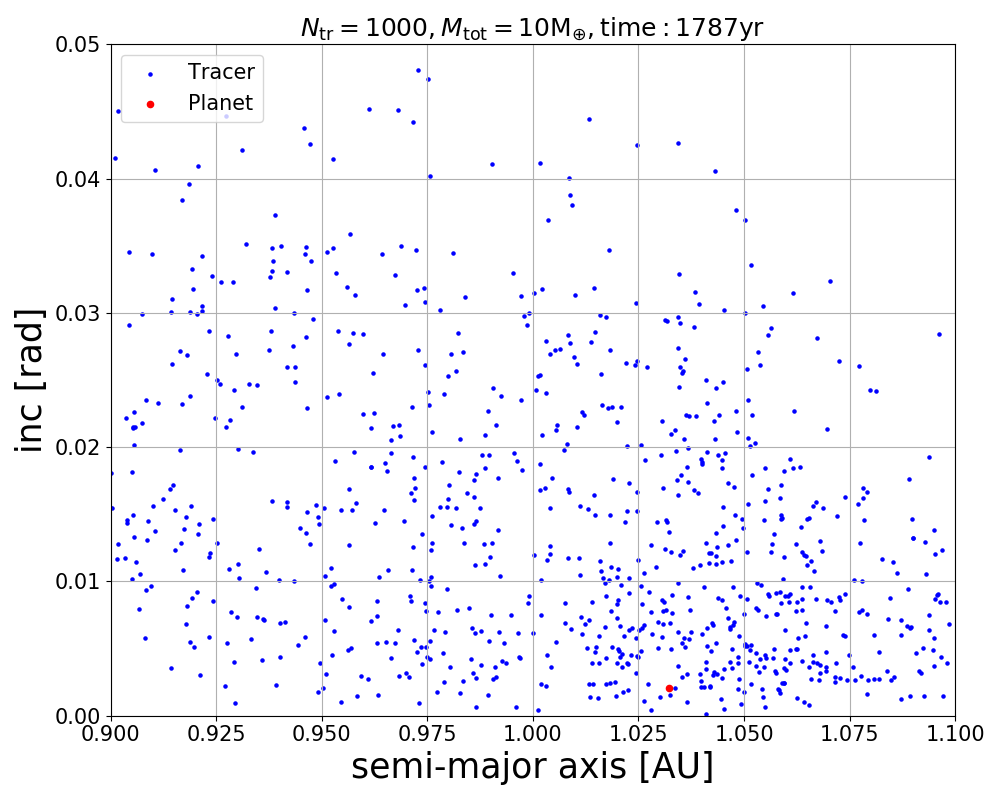 N_tr = 1000, M_tot = 10M_⊕, time : 1787yr
Tracer
Planet
inc [rad]
0.05
0.04
0.03
0.02
0.01
0.00
0.900 0.925 0.950 0.975 1.000 1.025 1.050 1.075 1.100
semi-major axis [AU]